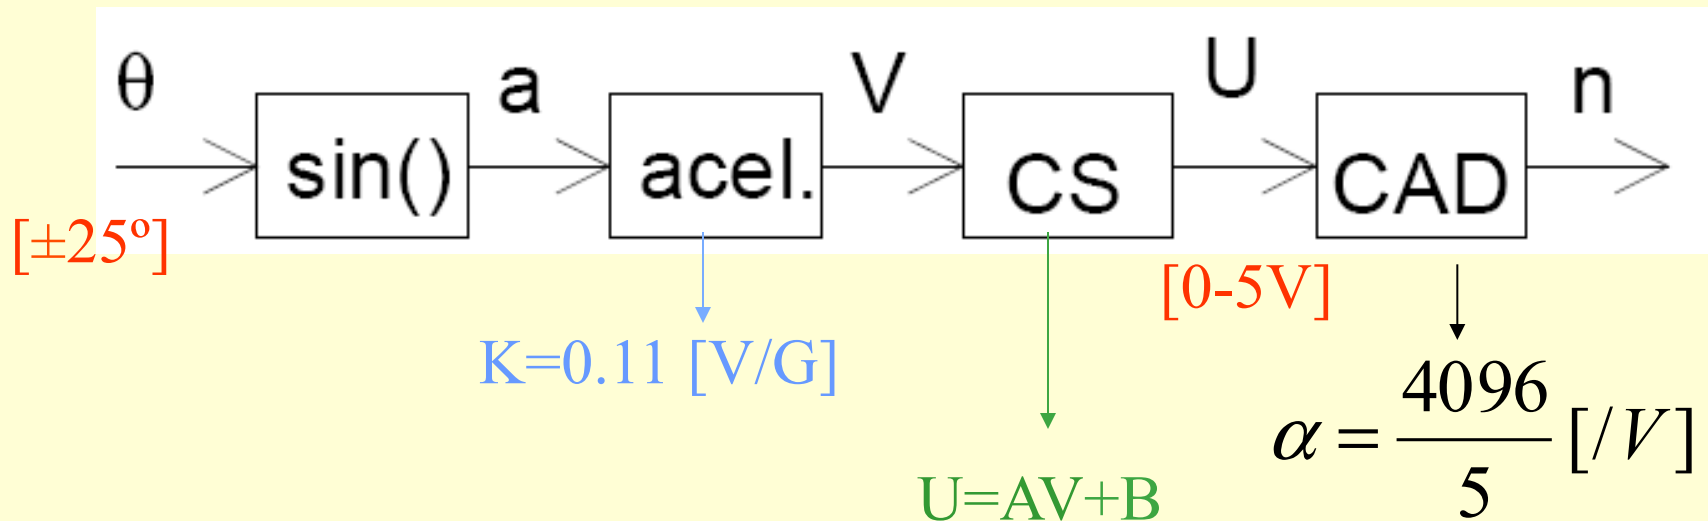 θ a V U n
sin() acel. CS CAD
[±25º]
[0-5V]
K=0.11 [V/G]
α = 4096/5 [/V]
U=AV+B